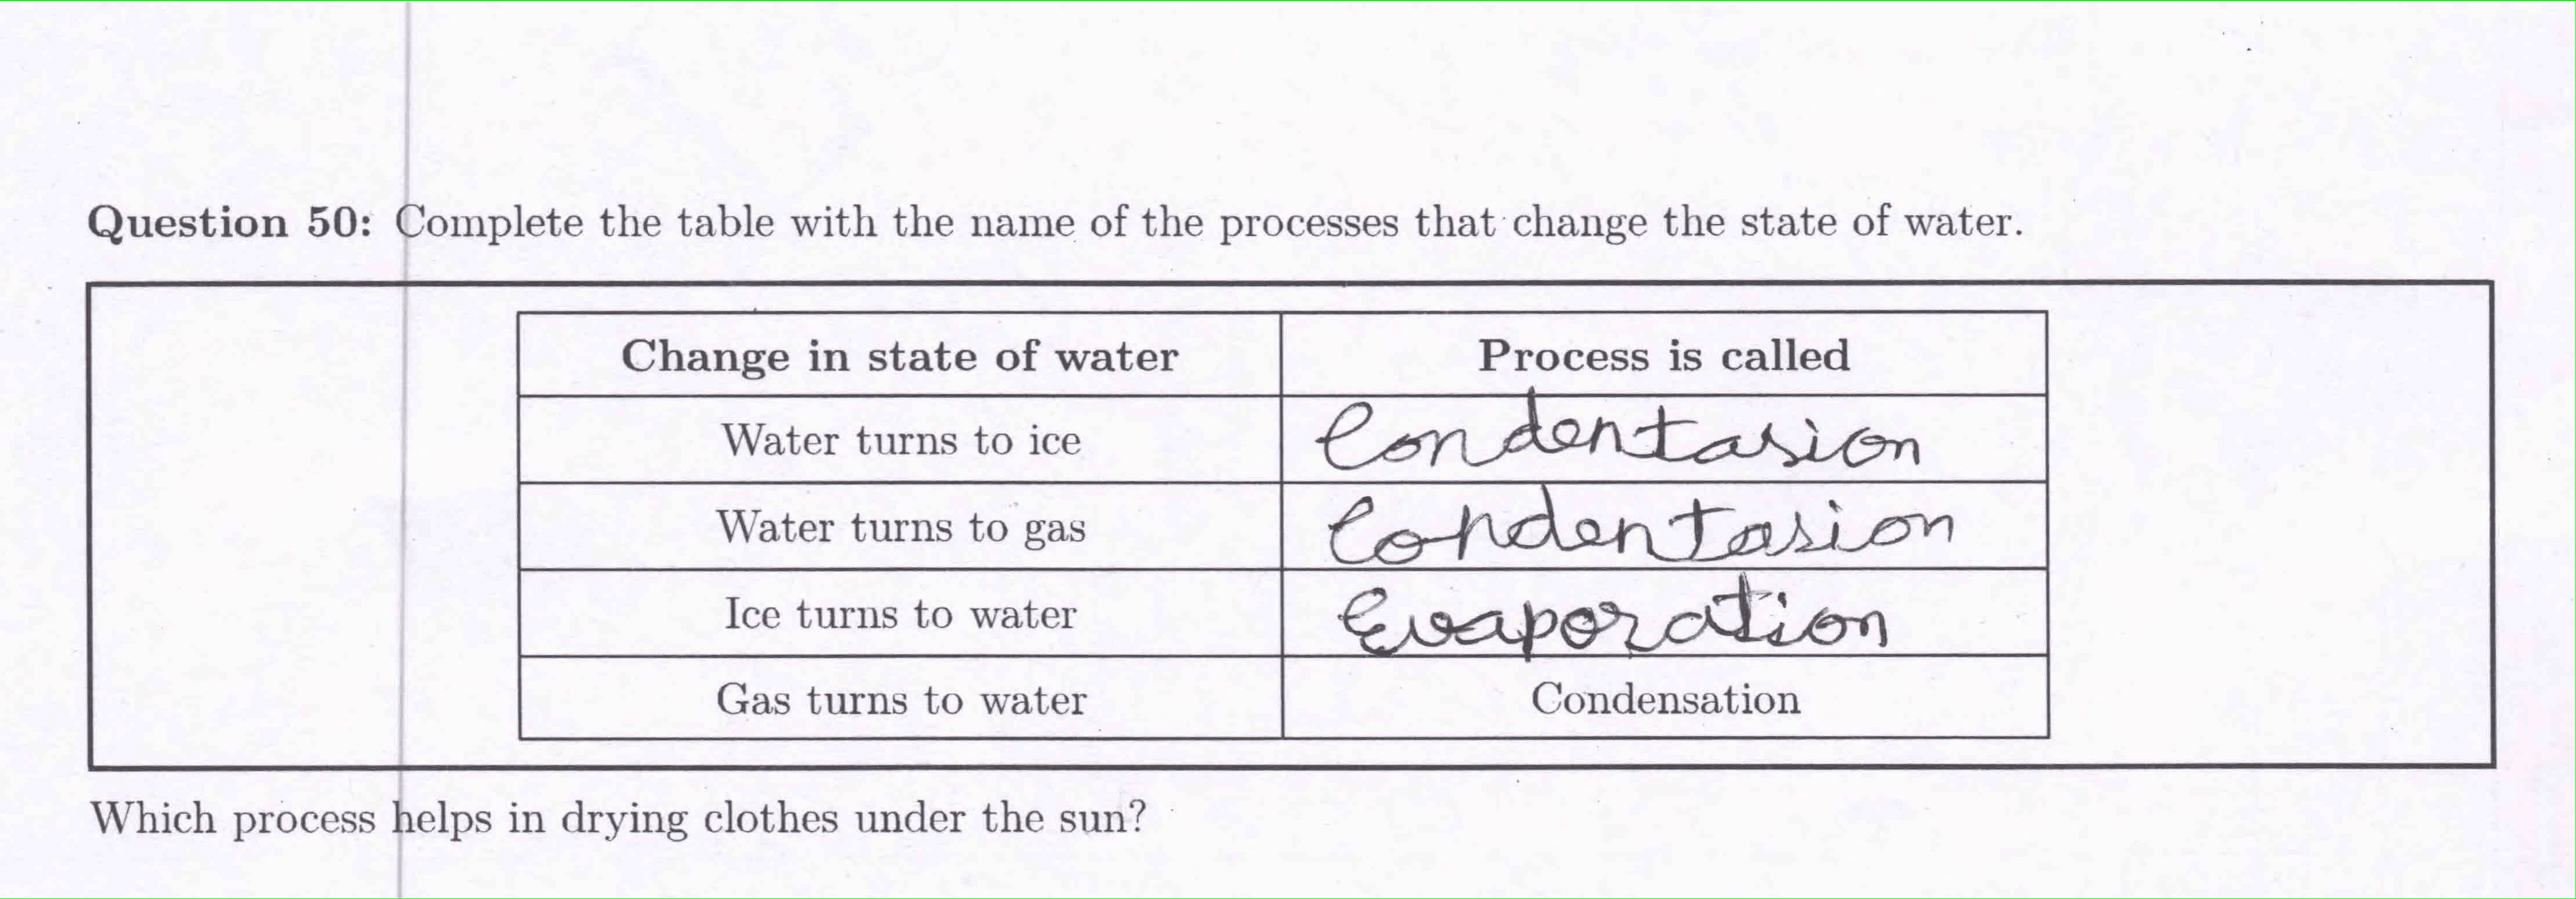 Question 50: Complete the table with the name of the processes that change the state of water.
Change in state of water Process is called
Water turns to ice Condentasion
Water turns to gas Condentasion
Ice turns to water Evaporation
Gas turns to water Condensation
Which process helps in drying clothes under the sun?